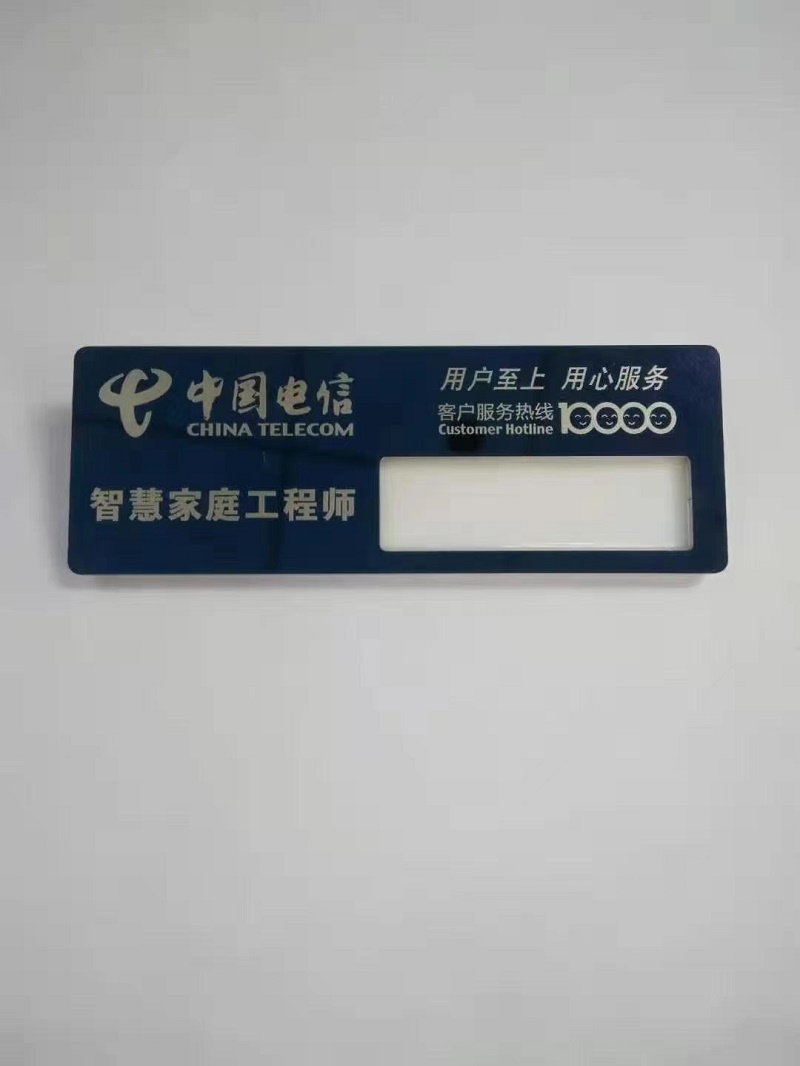 中国电信
CHINA TELECOM
用户至上 用心服务
客户服务热线 10000
Customer Hotline
智慧家庭工程师